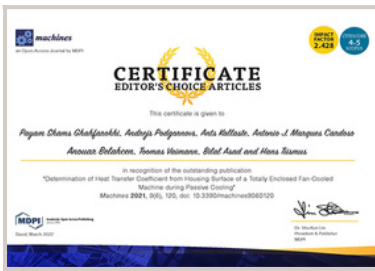 machines
an Open Access Journal by MDPI
IMPACT
FACTOR
2.428
CITESCORE
4.5
SCOPUS
CERTIFICATE
EDITOR'S CHOICE ARTICLES
This certificate is given to
Payam Shams Ghahfarokhi, Andrejs Podgornovs, Ants Kallaste, Antonio J. Marques Cardoso
Anouar Belahcen, Toomas Vaimann, Bilal Asad and Hans Tiismus
in recognition of the outstanding publication
"Determination of Heat Transfer Coefficient from Housing Surface of a Totally Enclosed Fan-Cooled
Machine during Passive Cooling"
Machines 2021, 9(6), 120, doi: 10.3390/machines9060120
MDPI
Basel, March 2022
Dr. Shu-Kun Lin
President & Publisher
MDPI